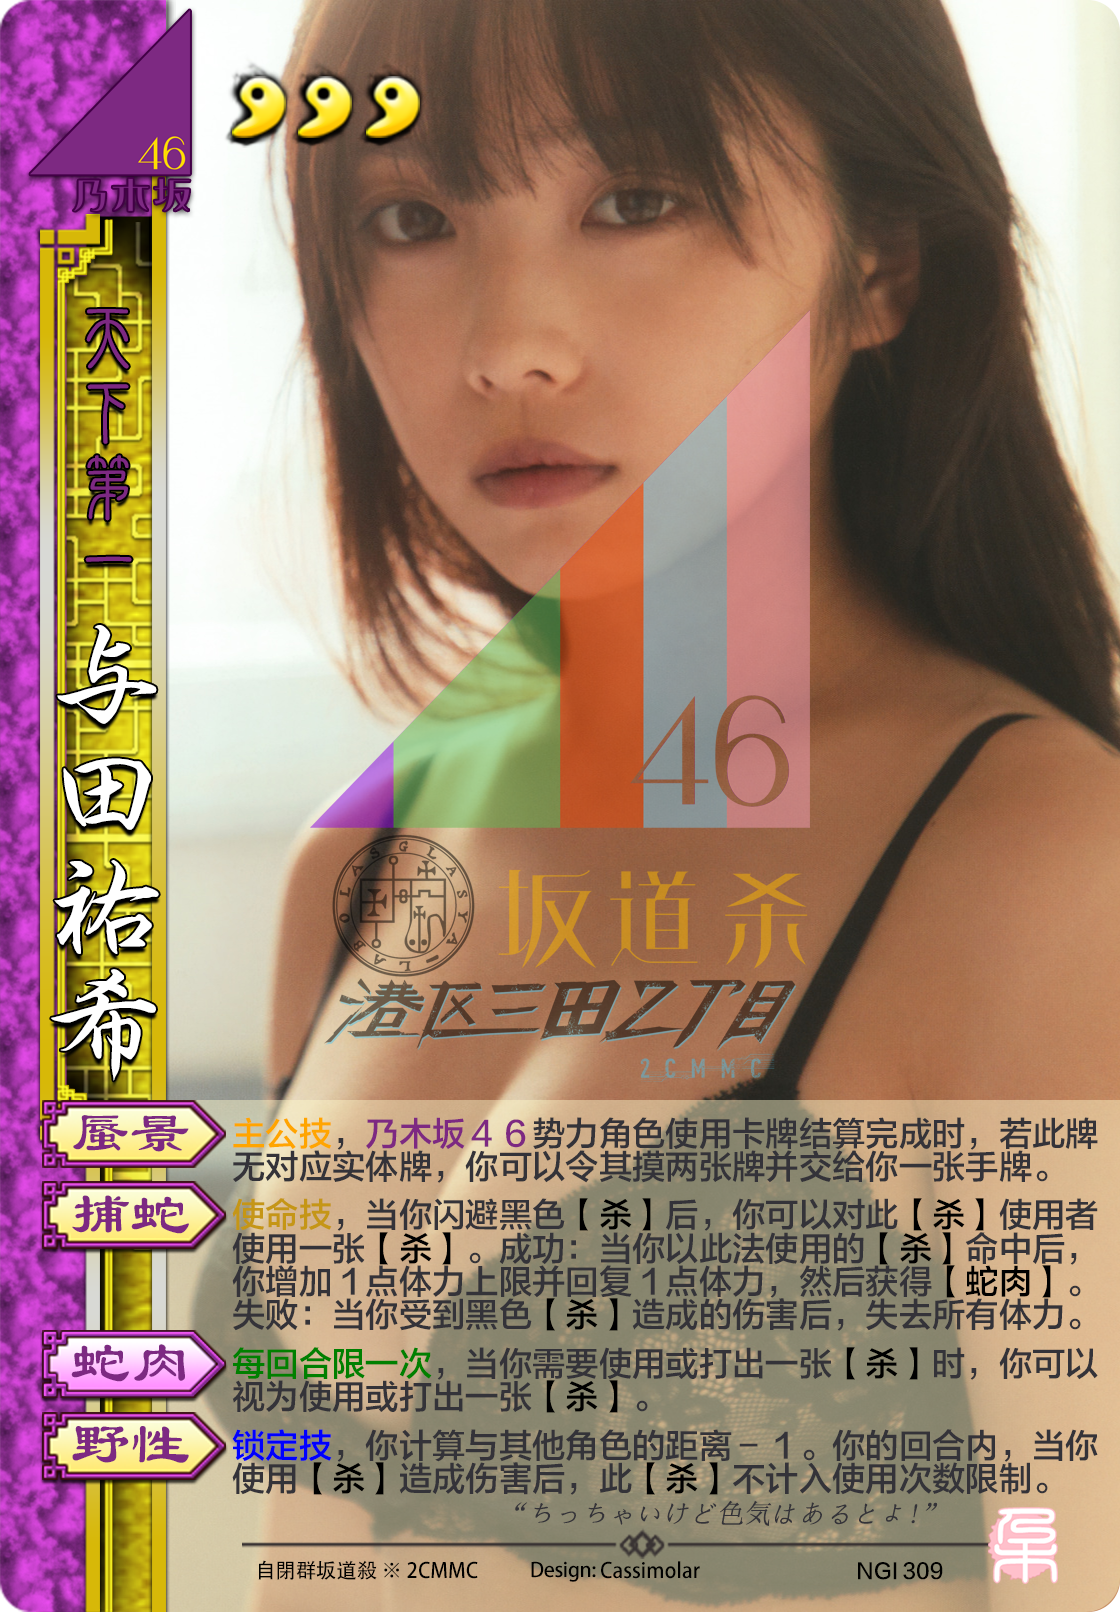 46
乃木坂
天下第一
与田祐希
46
GLASYALABOLAS
坂道杀
港区三田2丁目
2CMMC
蜃景
主公技，乃木坂４６势力角色使用卡牌结算完成时，若此牌
无对应实体牌，你可以令其摸两张牌并交给你一张手牌。
捕蛇
使命技，当你闪避黑色【杀】后，你可以对此【杀】使用者
使用一张【杀】。成功：当你以此法使用的【杀】命中后，
你增加１点体力上限并回复１点体力，然后获得【蛇肉】。
失败：当你受到黑色【杀】造成的伤害后，失去所有体力。
蛇肉
每回合限一次，当你需要使用或打出一张【杀】时，你可以
视为使用或打出一张【杀】。
野性
锁定技，你计算与其他角色的距离－１。你的回合内，当你
使用【杀】造成伤害后，此【杀】不计入使用次数限制。
“ちっちゃいけど色気はあるとよ！”
自閉群坂道殺 ※ 2CMMC
Design: Cassimolar
NGI 309